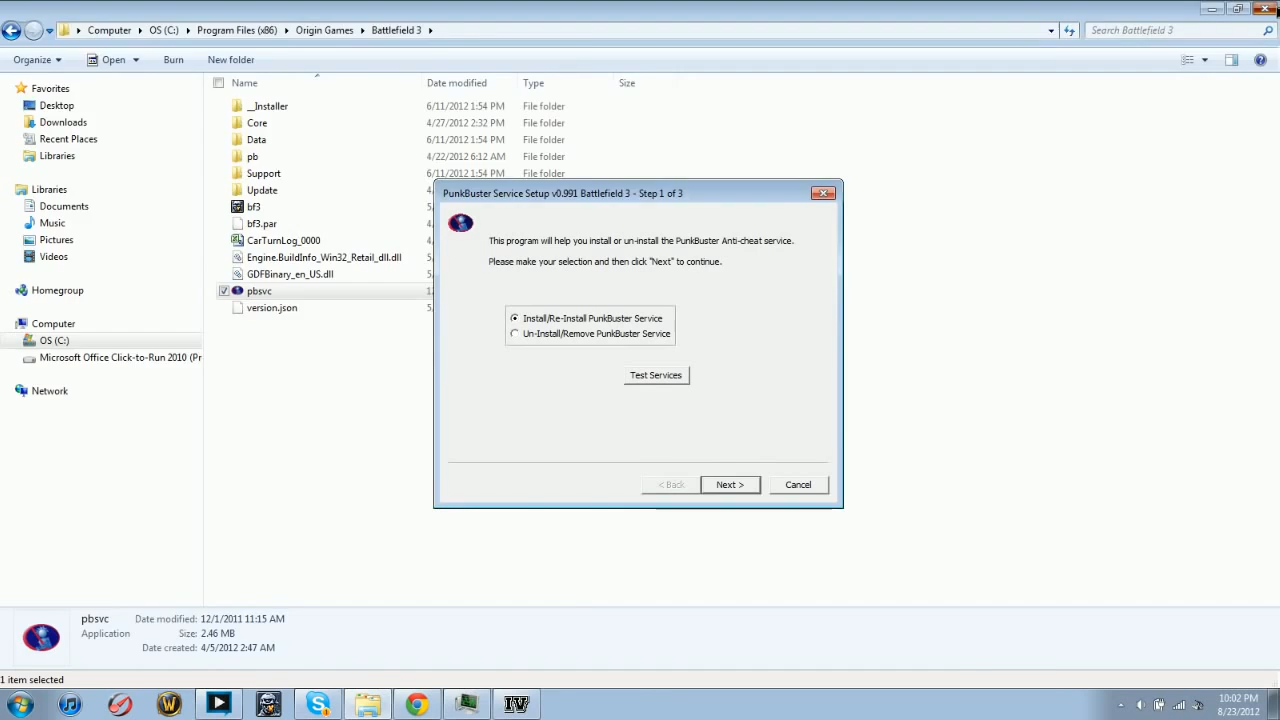 Computer OS (C:) Program Files (x86) Origin Games Battlefield 3
Search Battlefield 3
Organize Open Burn New folder
Name Date modified Type Size
Favorites
Desktop
Downloads
Recent Places
Libraries
Libraries
Documents
Music
Pictures
Videos
Homegroup
Computer
OS (C:)
Microsoft Office Click-to-Run 2010 (Pr
Network
__Installer 6/11/2012 1:54 PM File folder
Core 4/27/2012 2:32 PM File folder
Data 6/11/2012 1:54 PM File folder
pb 4/22/2012 6:12 AM File folder
Support 6/11/2012 1:54 PM File folder
Update 4.
bf3 5.
bf3.par 4.
CarTurnLog_0000 4.
Engine.BuildInfo_Win32_Retail_dll.dll 5.
GDFBinary_en_US.dll 4.
pbsvc 12
version.json 5.
PunkBuster Service Setup v0.991 Battlefield 3 - Step 1 of 3
This program will help you install or un-install the PunkBuster Anti-cheat service.
Please make your selection and then click "Next" to continue.
Install/Re-Install PunkBuster Service
Un-Install/Remove PunkBuster Service
Test Services
< Back Next > Cancel
pbsvc Date modified: 12/1/2011 11:15 AM
Application Size: 2.46 MB
Date created: 4/5/2012 2:47 AM
1 item selected
W
IV
10:02 PM
8/23/2012